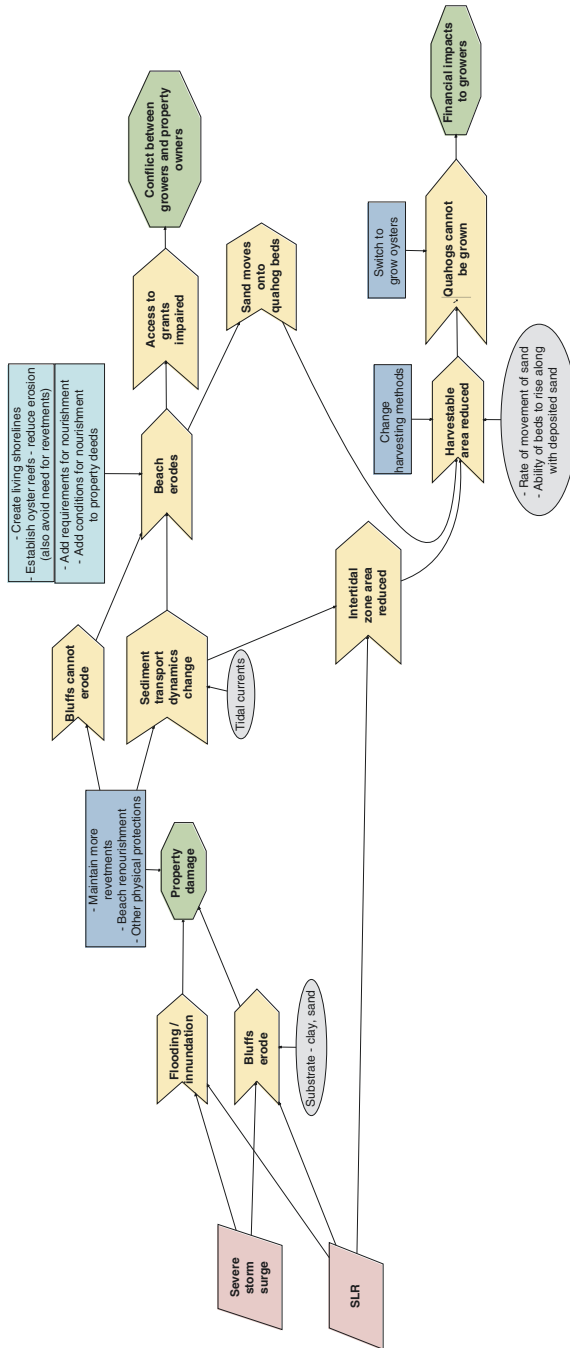 Severe
storm
surge
SLR
Flooding /
innundation
Bluffs
erode
Substrate - clay, sand
- Maintain more
revetments
- Beach renourishment
- Other physical protections
Property
damage
Bluffs cannot
erode
Sediment
transport
dynamics
change
Tidal currents
- Create living shorelines
- Establish oyster reefs - reduce erosion
(also avoid need for revetments)
- Add requirements for nourishment
- Add conditions for nourishment
to property deeds
Beach
erodes
Intertidal
zone area
reduced
Access to
grants
impaired
Sand moves
onto
quahog beds
Conflict between
growers and property
owners
Change
harvesting methods
Harvestable
area reduced
- Rate of movement of sand
- Ability of beds to rise along
with deposited sand
Switch to
grow oysters
Quahogs cannot
be grown
Financial impacts
to growers